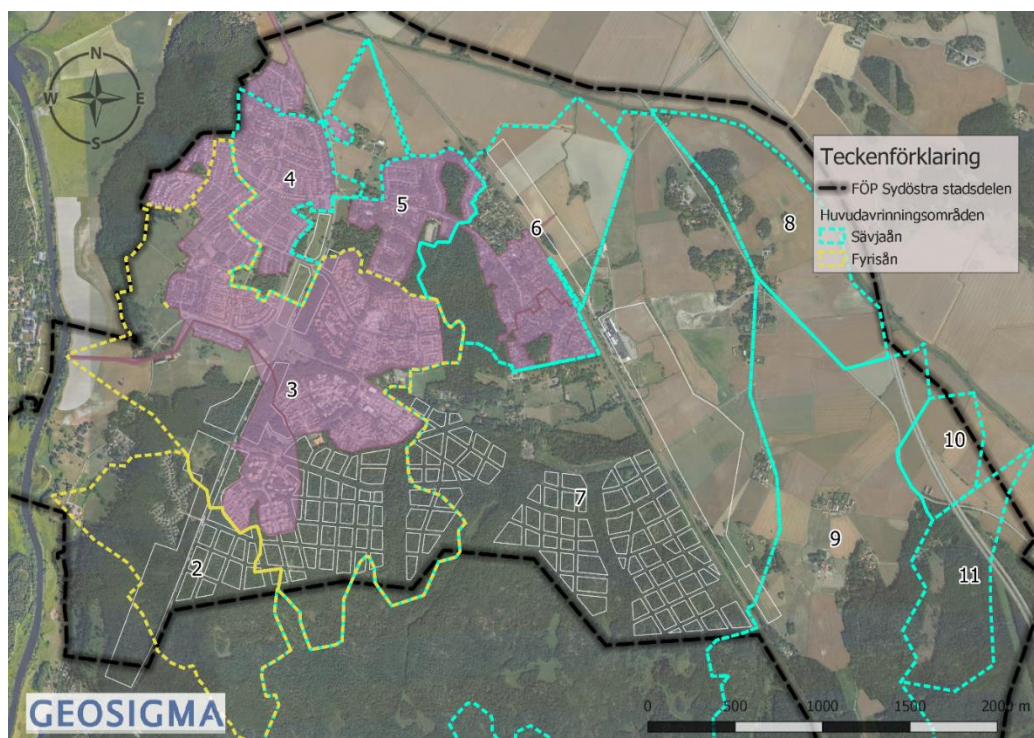 N
W E
S
Teckenförklaring
FÖP Sydöstra stadsdelen
Huvudavrinningsområden
Sävjaån
Fyrisån
4
5
6
8
3
7
10
2
9
11
GEOSIGMA
0 500 1000 1500 2000 m